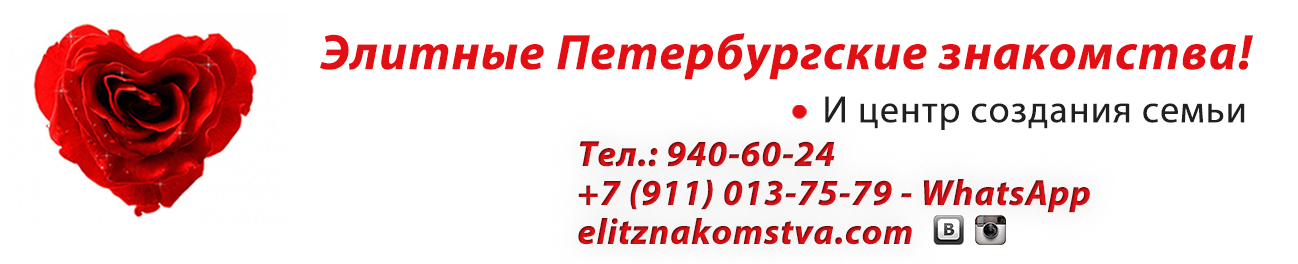 Элитные Петербургские знакомства!
• И центр создания семьи
Тел.: 940-60-24
+7 (911) 013-75-79 - WhatsApp
elitznakomstva.com B